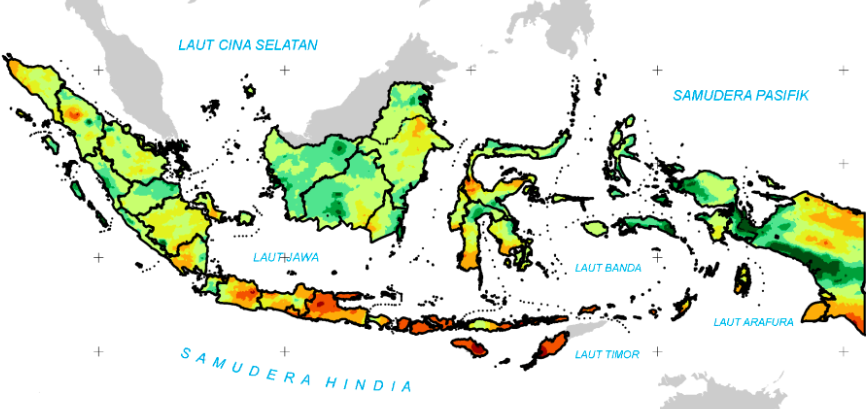 LAUT CINA SELATAN
SAMUDERA PASIFIK
LAUT JAWA
LAUT BANDA
LAUT ARAFURA
LAUT TIMOR
SAMUDERA HINDIA